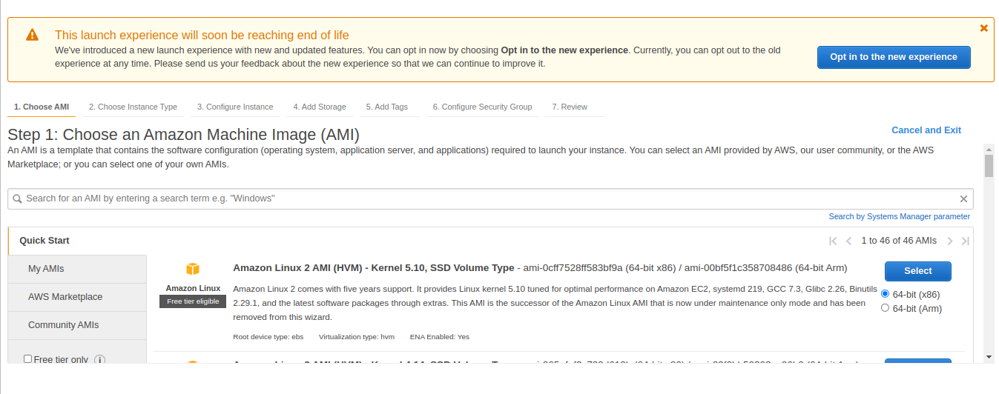 This launch experience will soon be reaching end of life
We've introduced a new launch experience with new and updated features. You can opt in now by choosing Opt in to the new experience. Currently, you can opt out to the old
experience at any time. Please send us your feedback about the new experience so that we can continue to improve it.
Opt in to the new experience
1. Choose AMI 2. Choose Instance Type 3. Configure Instance 4. Add Storage 5. Add Tags 6. Configure Security Group 7. Review
Step 1: Choose an Amazon Machine Image (AMI)
Cancel and Exit
An AMI is a template that contains the software configuration (operating system, application server, and applications) required to launch your instance. You can select an AMI provided by AWS, our user community, or the AWS
Marketplace; or you can select one of your own AMIs.
Search for an AMI by entering a search term e.g. "Windows"
Search by Systems Manager parameter
Quick Start
1 to 46 of 46 AMIs
My AMIs
AWS Marketplace
Community AMIs
Free tier only
Amazon Linux
Free tier eligible
Amazon Linux 2 AMI (HVM) - Kernel 5.10, SSD Volume Type - ami-0cff7528ff583bf9a (64-bit x86) / ami-00bf5f1c358708486 (64-bit Arm)
Amazon Linux 2 comes with five years support. It provides Linux kernel 5.10 tuned for optimal performance on Amazon EC2, systemd 219, GCC 7.3, Glibc 2.26, Binutils
2.29.1, and the latest software packages through extras. This AMI is the successor of the Amazon Linux AMI that is now under maintenance only mode and has been
removed from this wizard.
Root device type: ebs Virtualization type: hvm ENA Enabled: Yes
Select
64-bit (x86)
64-bit (Arm)